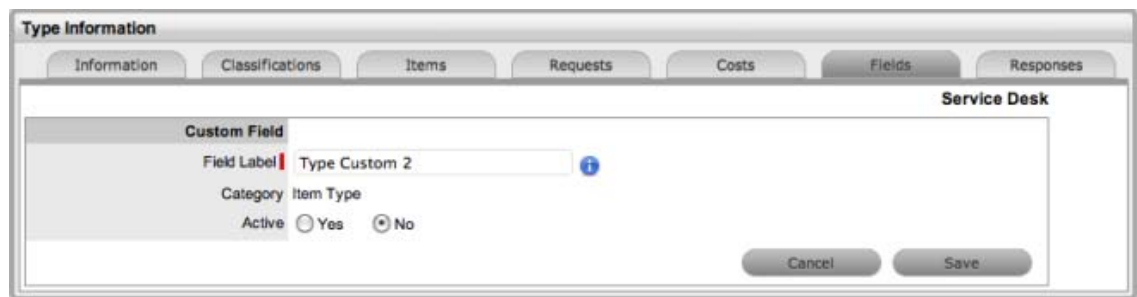 Type Information
Information Classifications Items Requests Costs Fields Responses
Service Desk
Custom Field
Field Label Type Custom 2
Category Item Type
Active Yes No
Cancel Save